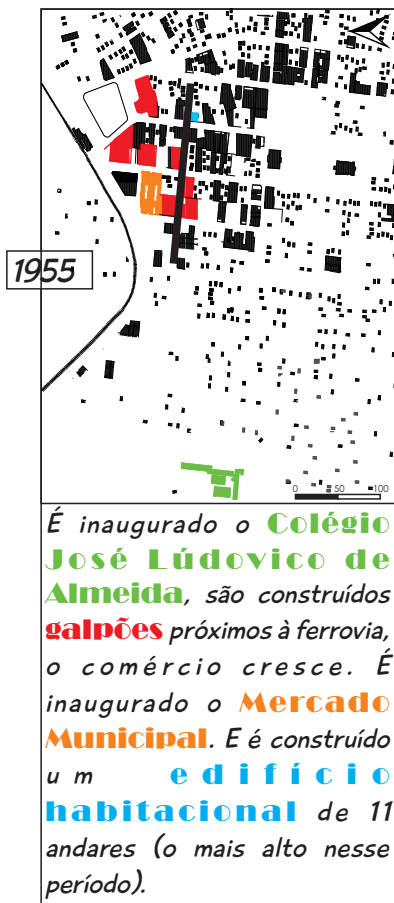 1955
0 50 100
É inaugurado o Colégio
José Lúdovico de
Almeida, são construídos
galpões próximos à ferrovia,
o comércio cresce. É
inaugurado o Mercado
Municipal. E é construído
um edifício
habitacional de 11
andares (o mais alto nesse
período).